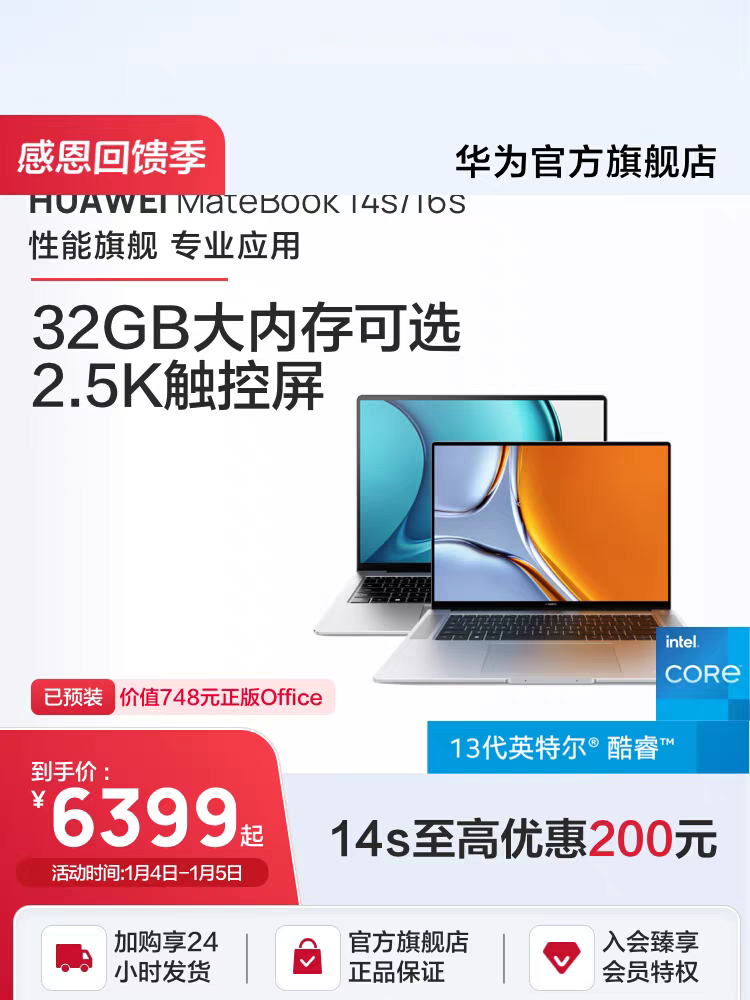 感恩回馈季
华为官方旗舰店
HUAWEI MateBook 14s/16s
性能旗舰 专业应用
32GB大内存可选
2.5K触控屏
intel.
CORE™
已预装 价值748元正版Office
13代英特尔® 酷睿™
到手价：
¥6399起
活动时间:1月4日-1月5日
14s至高优惠200元
加购享24
小时发货
官方旗舰店
正品保证
入会臻享
会员特权